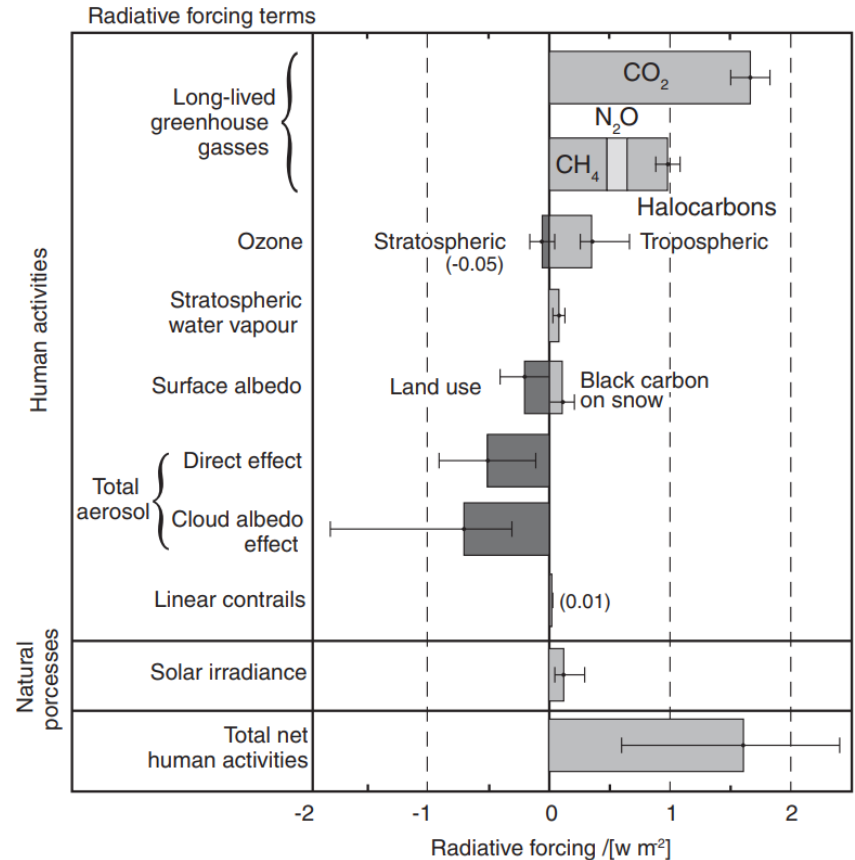 Radiative forcing terms
Human activities
Long-lived
greenhouse
gasses
CO₂
N₂O
CH₄
Halocarbons
Ozone
Stratospheric
(-0.05)
Tropospheric
Stratospheric
water vapour
Surface albedo
Land use
Black carbon
on snow
Total
aerosol
Direct effect
Cloud albedo
effect
Linear contrails
(0.01)
Natural
porcesses
Solar irradiance
Total net
human activities
-2 -1 0 1 2
Radiative forcing /[w m²]